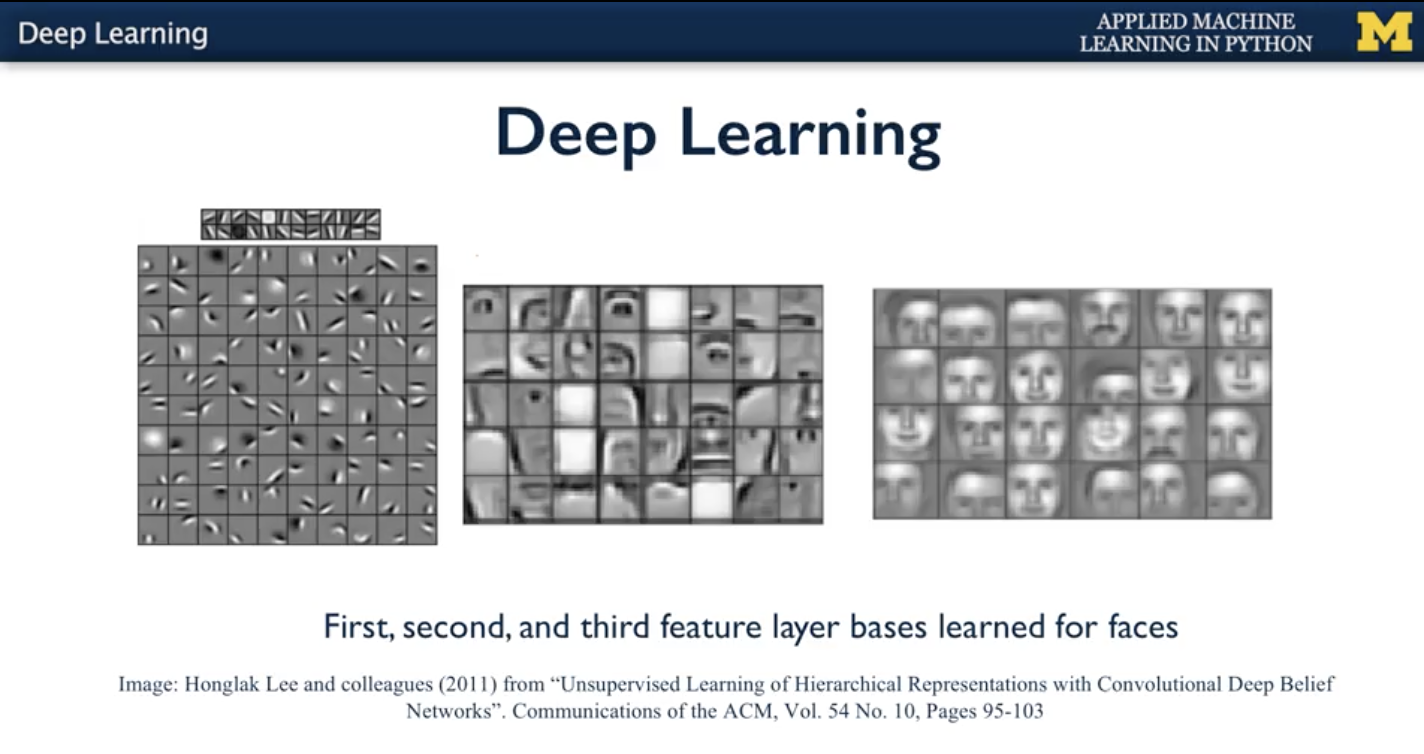 Deep Learning
APPLIED MACHINE
LEARNING IN PYTHON
M
Deep Learning
First, second, and third feature layer bases learned for faces
Image: Honglak Lee and colleagues (2011) from “Unsupervised Learning of Hierarchical Representations with Convolutional Deep Belief
Networks”. Communications of the ACM, Vol. 54 No. 10, Pages 95-103